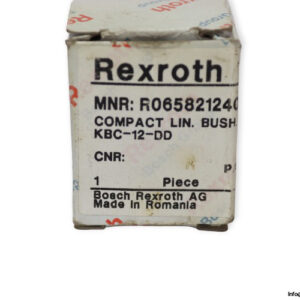 Rexroth
MNR: R065821240
COMPACT LIN. BUSH
KBC-12-DD
CNR:
P
1 Piece
Bosch Rexroth AG
Made in Romania